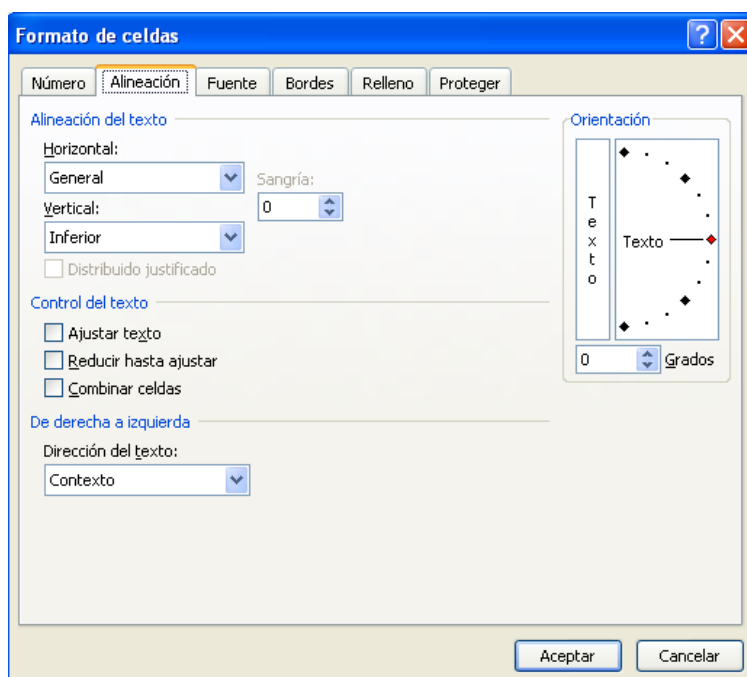 Formato de celdas
Número Alineación Fuente Bordes Relleno Proteger
Alineación del texto
Horizontal:
General
Sangría:
0
Vertical:
Inferior
Distribuido justificado
Control del texto
Ajustar texto
Reducir hasta ajustar
Combinar celdas
De derecha a izquierda
Dirección del texto:
Contexto
Orientación
Texto
Texto
0 Grados
Aceptar Cancelar